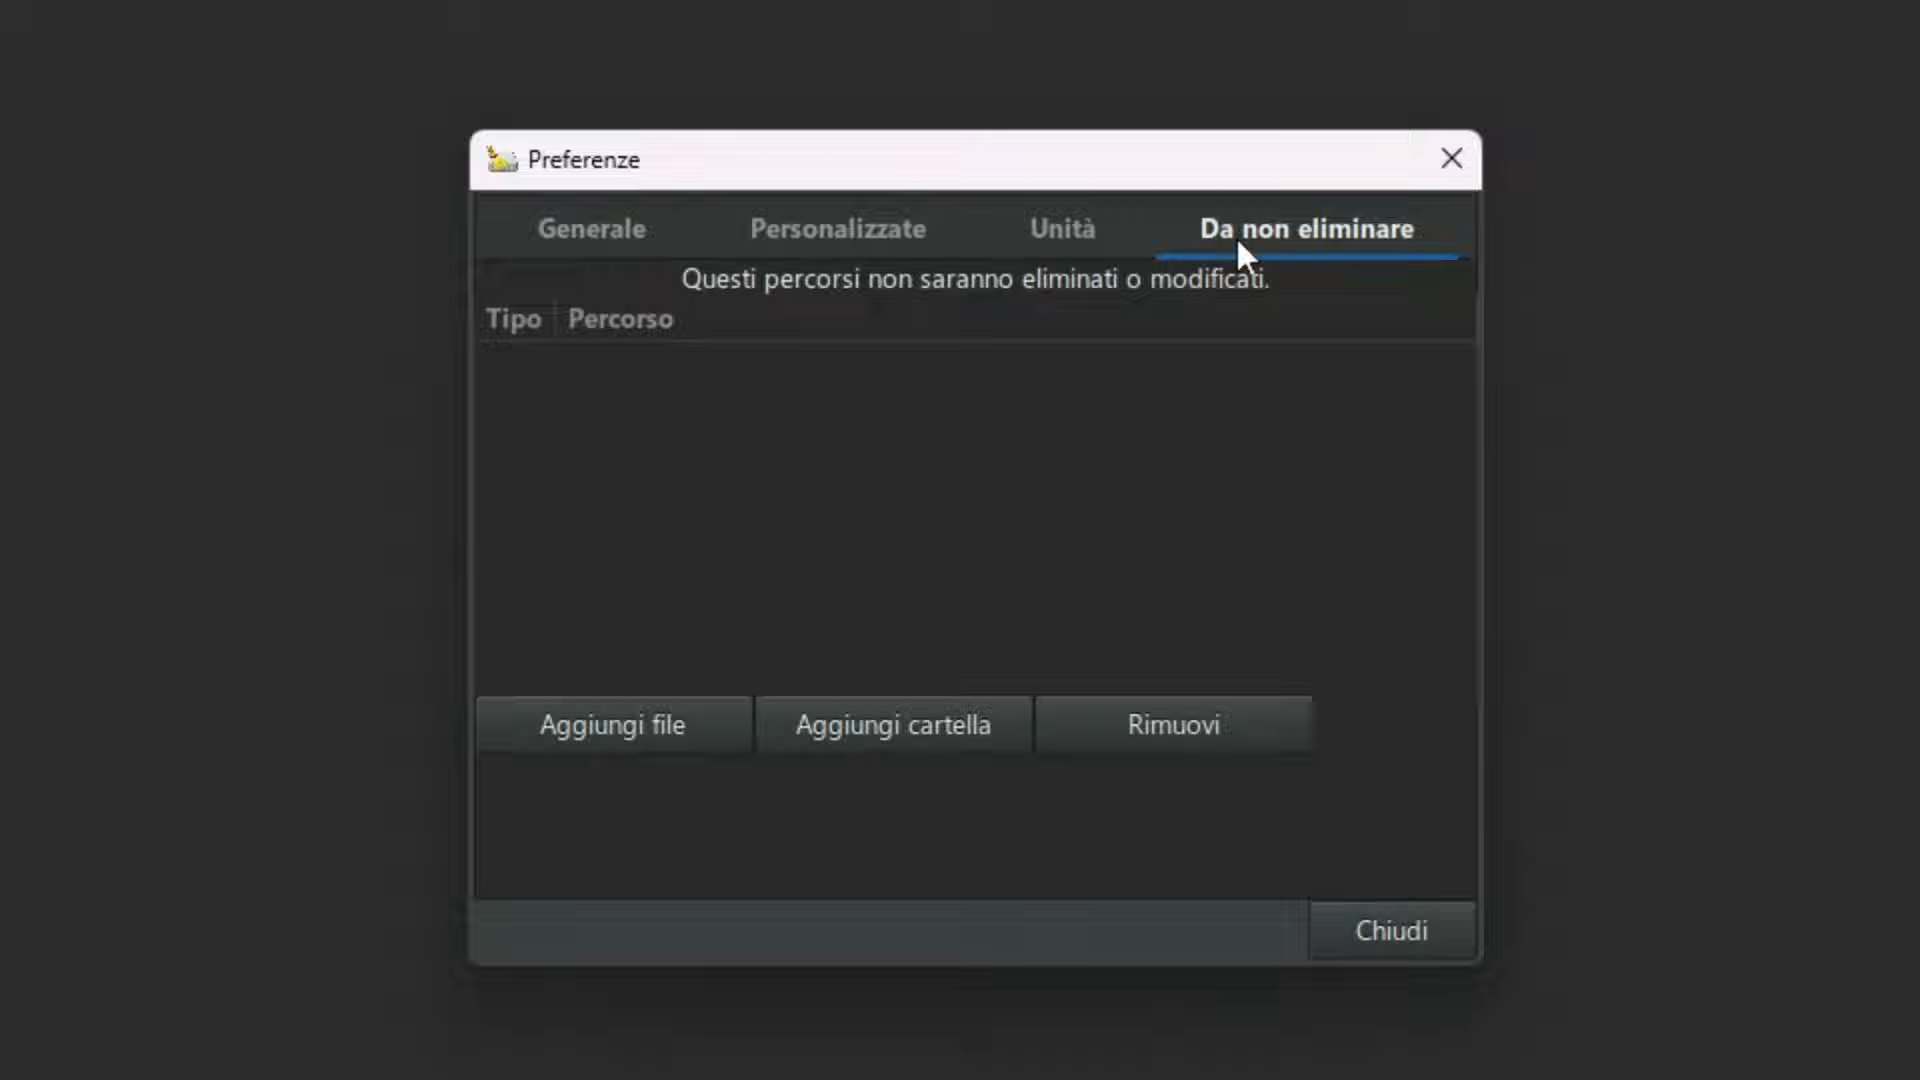 Preferenze
Generale Personalizzate Unità Da non eliminare
Questi percorsi non saranno eliminati o modificati.
Tipo Percorso
Aggiungi file Aggiungi cartella Rimuovi
Chiudi